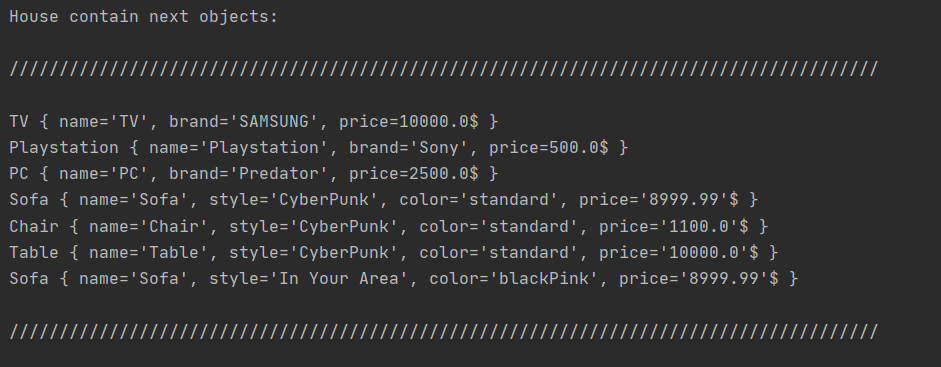 House contain next objects:
///////////////////////////////////////////////////////////////////////////////////////
TV { name='TV', brand='SAMSUNG', price=10000.0$ }
Playstation { name='Playstation', brand='Sony', price=500.0$ }
PC { name='PC', brand='Predator', price=2500.0$ }
Sofa { name='Sofa', style='CyberPunk', color='standard', price='8999.99'$ }
Chair { name='Chair', style='CyberPunk', color='standard', price='1100.0'$ }
Table { name='Table', style='CyberPunk', color='standard', price='10000.0'$ }
Sofa { name='Sofa', style='In Your Area', color='blackPink', price='8999.99'$ }
///////////////////////////////////////////////////////////////////////////////////////